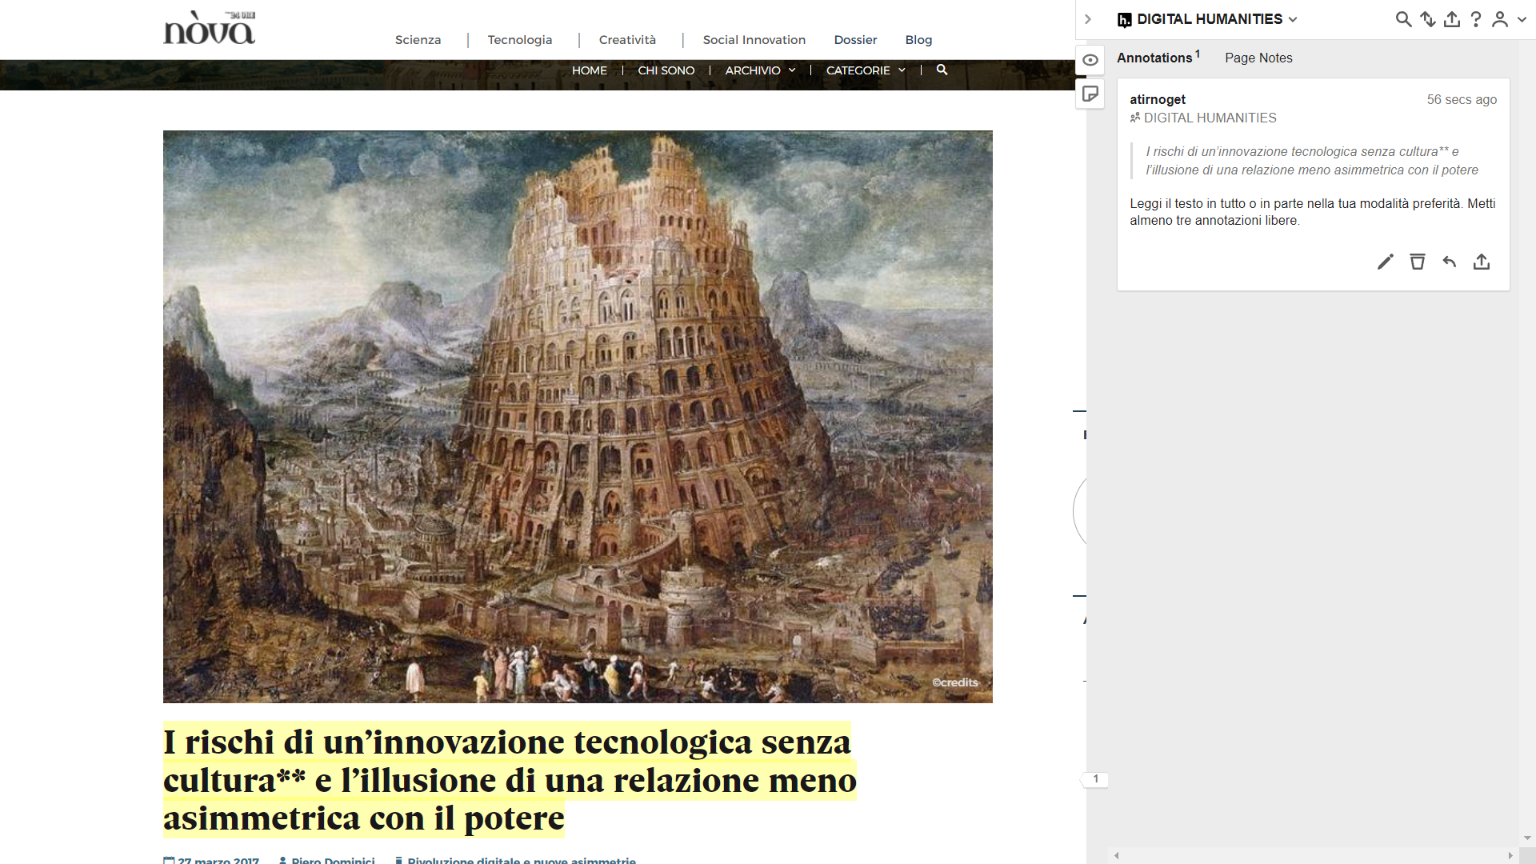 nòva
Scienza | Tecnologia | Creatività | Social Innovation Dossier Blog
HOME | CHI SONO | ARCHIVIO | CATEGORIE |
©credits
I rischi di un’innovazione tecnologica senza
cultura** e l’illusione di una relazione meno
asimmetrica con il potere
27 marzo 2017 Piero Dominici Rivoluzione digitale e nuove asimmetrie
h. DIGITAL HUMANITIES
Annotations 1 Page Notes
atirnoget 56 secs ago
DIGITAL HUMANITIES
I rischi di un’innovazione tecnologica senza cultura** e
l’illusione di una relazione meno asimmetrica con il potere
Leggi il testo in tutto o in parte nella tua modalità preferità. Metti
almeno tre annotazioni libere.
1